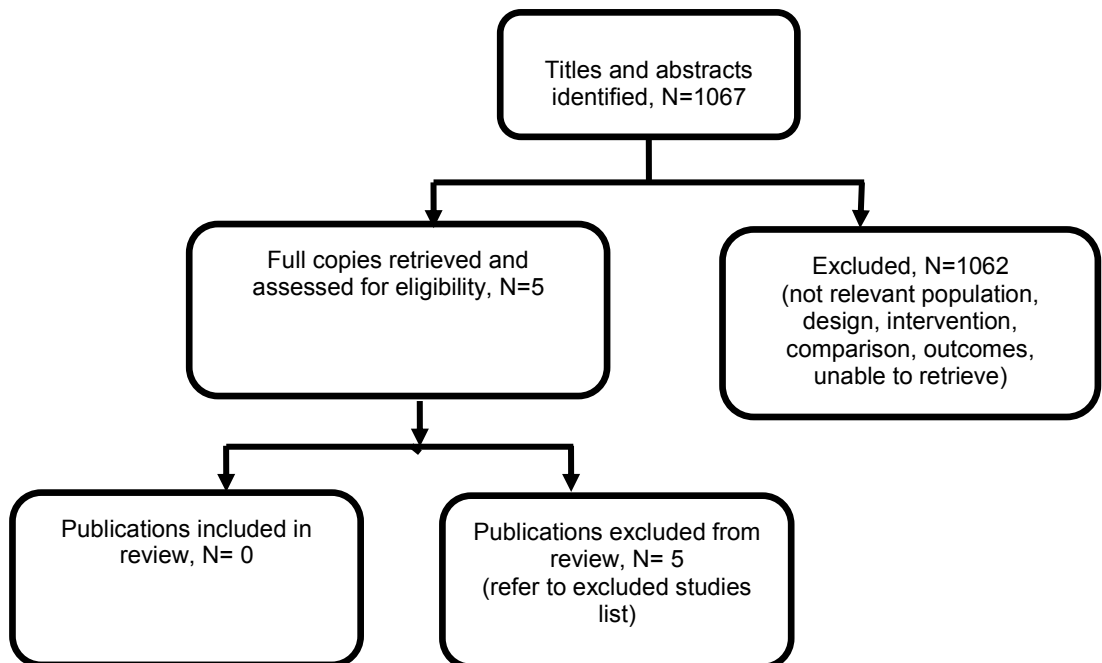 Titles and abstracts
identified, N=1067
Full copies retrieved and
assessed for eligibility, N=5
Excluded, N=1062
(not relevant population,
design, intervention,
comparison, outcomes,
unable to retrieve)
Publications included in
review, N= 0
Publications excluded from
review, N= 5
(refer to excluded studies
list)